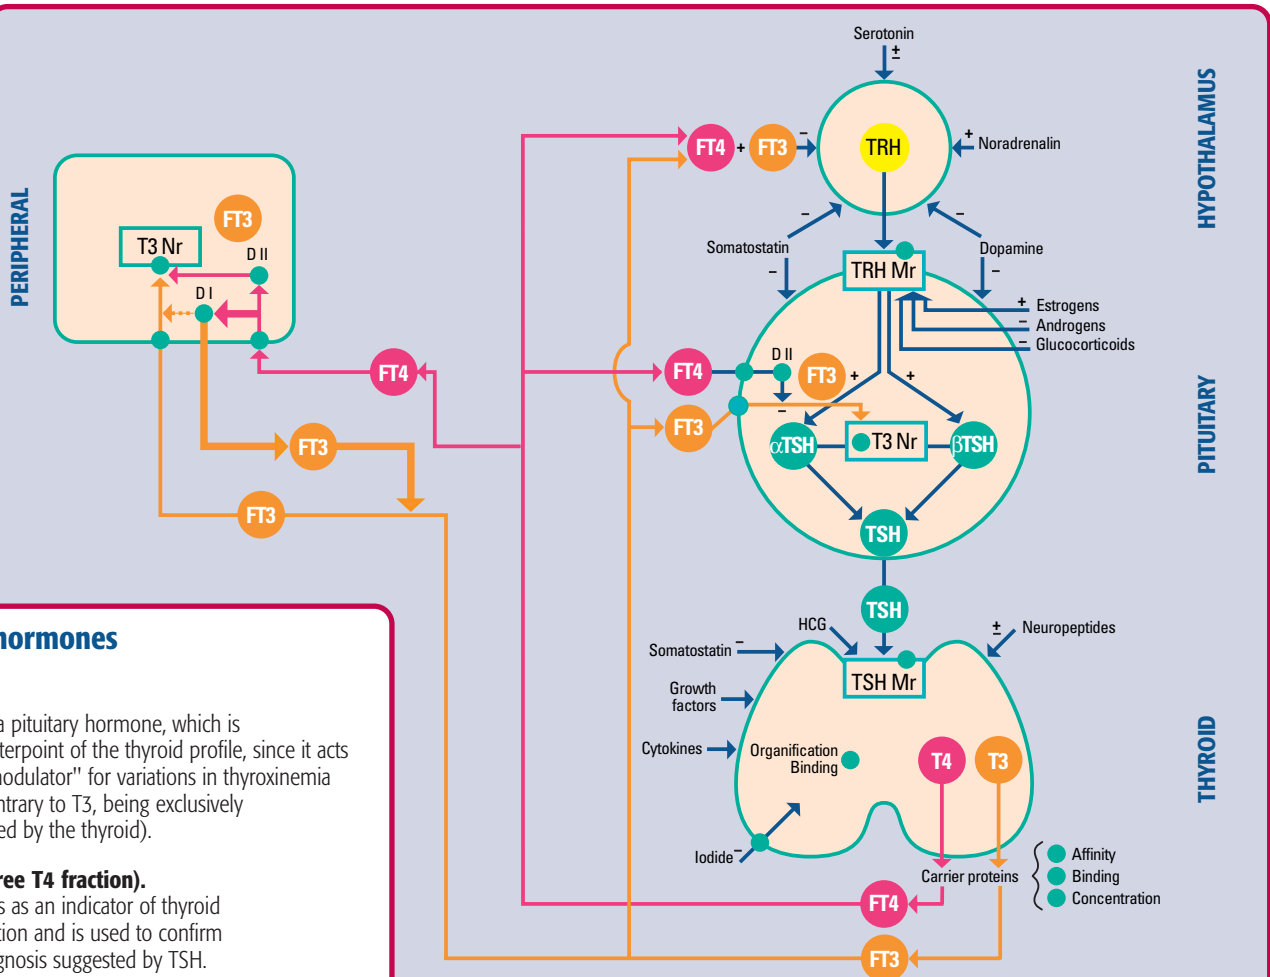 Serotonin
±
HYPOTHALAMUS
FT4
+
FT3
−
TRH
+
Noradrenalin
PERIPHERAL
FT3
T3 Nr
D II
D I
−
−
Somatostatin
Dopamine
−
−
TRH Mr
+ Estrogens
− Androgens
− Glucocorticoids
FT4
FT4
D II
FT3
+
+
−
PITUITARY
FT3
FT3
αTSH
T3 Nr
βTSH
FT3
TSH
TSH
hormones
HCG
±
Neuropeptides
Somatostatin −
TSH Mr
Growth
factors
a pituitary hormone, which is
terpoint of the thyroid profile, since it acts
nodulator" for variations in thyroxinemia
ntrary to T3, being exclusively
ed by the thyroid).
Cytokines
Organification
Binding
T4
T3
THYROID
Iodide −
ree T4 fraction).
s as an indicator of thyroid
tion and is used to confirm
gnosis suggested by TSH.
Carrier proteins
Affinity
Binding
Concentration
FT4
FT3